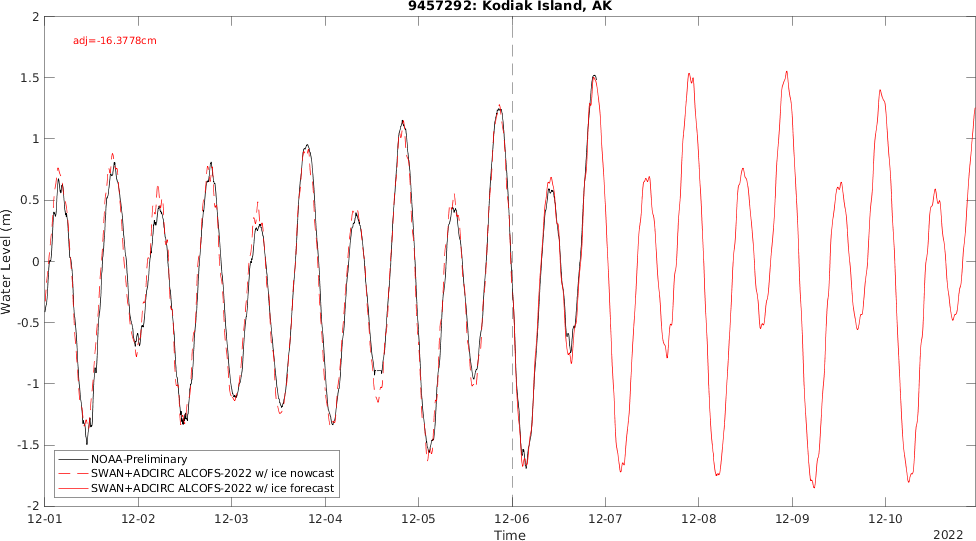 9457292: Kodiak Island, AK
adj=-16.3778cm
2
1.5
1
0.5
0
-0.5
-1
-1.5
-2
Water Level (m)
NOAA-Preliminary
SWAN+ADCIRC ALCOFS-2022 w/ ice nowcast
SWAN+ADCIRC ALCOFS-2022 w/ ice forecast
12-01 12-02 12-03 12-04 12-05 12-06 12-07 12-08 12-09 12-10
Time
2022